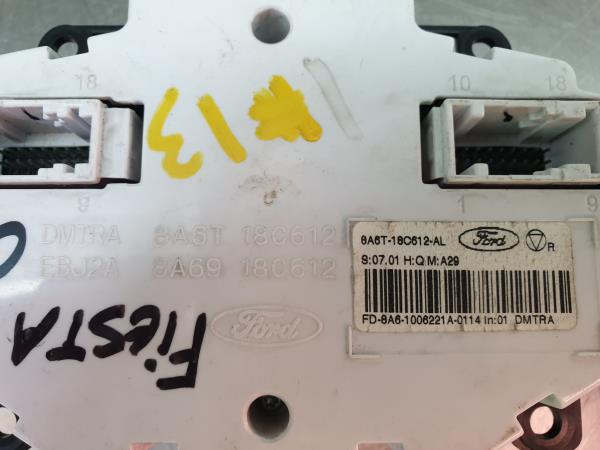 18
10 18
9
1 9
DMTRA 8A6T 18C612
EBJ2A 8A69 18C612
Ford
FiESTA
8A6T-18C612-AL Ford R
S:07.01 H:Q M:A29
FD-8A6-1006221A-0114 In:01 DMTRA